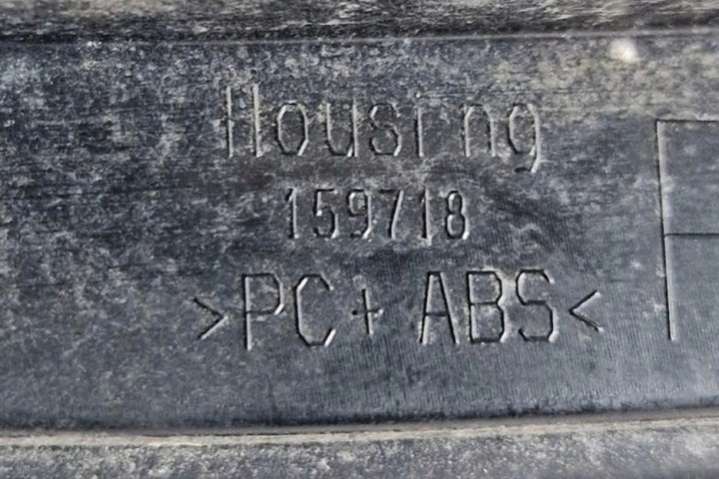 Housing
159718
>PC+ABS<